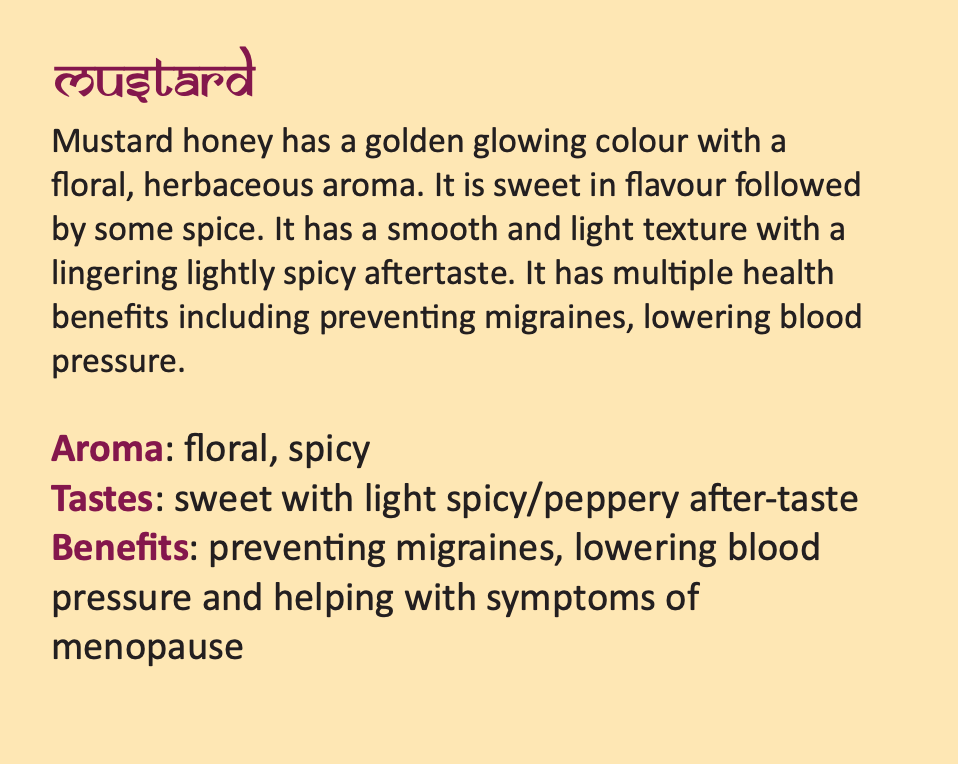 mustard
Mustard honey has a golden glowing colour with a
floral, herbaceous aroma. It is sweet in flavour followed
by some spice. It has a smooth and light texture with a
lingering lightly spicy aftertaste. It has multiple health
benefits including preventing migraines, lowering blood
pressure.
Aroma: floral, spicy
Tastes: sweet with light spicy/peppery after-taste
Benefits: preventing migraines, lowering blood
pressure and helping with symptoms of
menopause